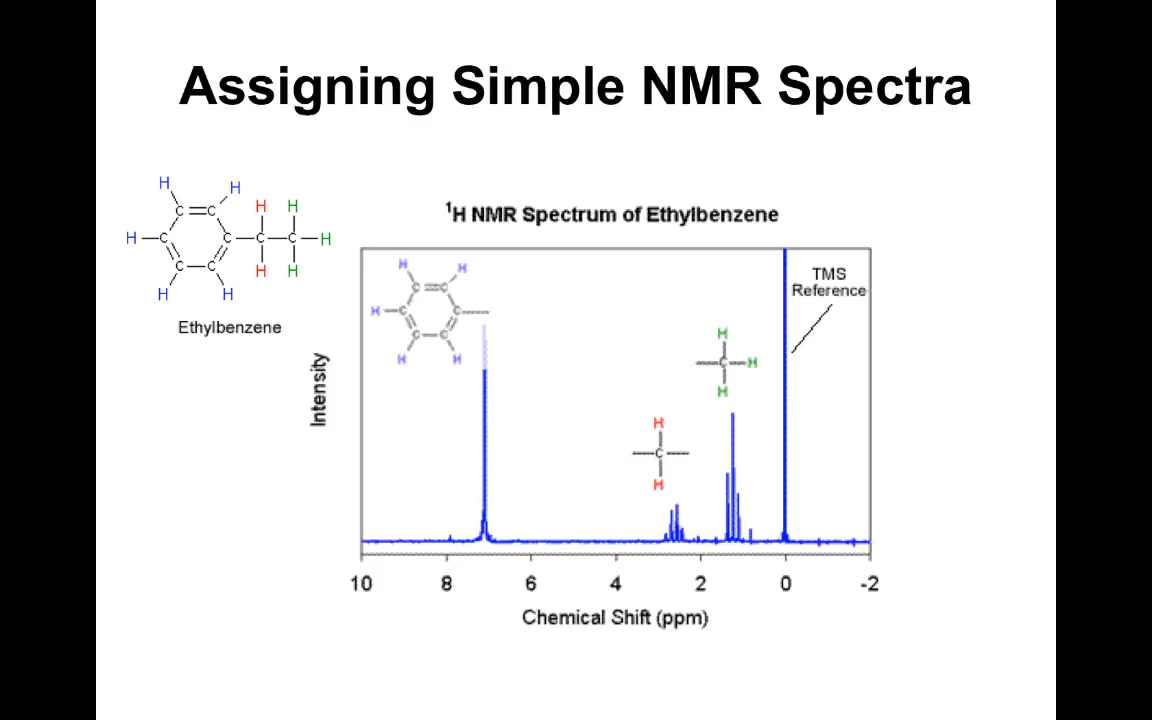 Assigning Simple NMR Spectra
H H
H H
H C C
H C C C C H
C C
H H
H H
Ethylbenzene
¹H NMR Spectrum of Ethylbenzene
H H
C C
H C C
C C
H H
TMS
Reference
H
C H
H
H
C
H
Intensity
10 8 6 4 2 0 -2
Chemical Shift (ppm)